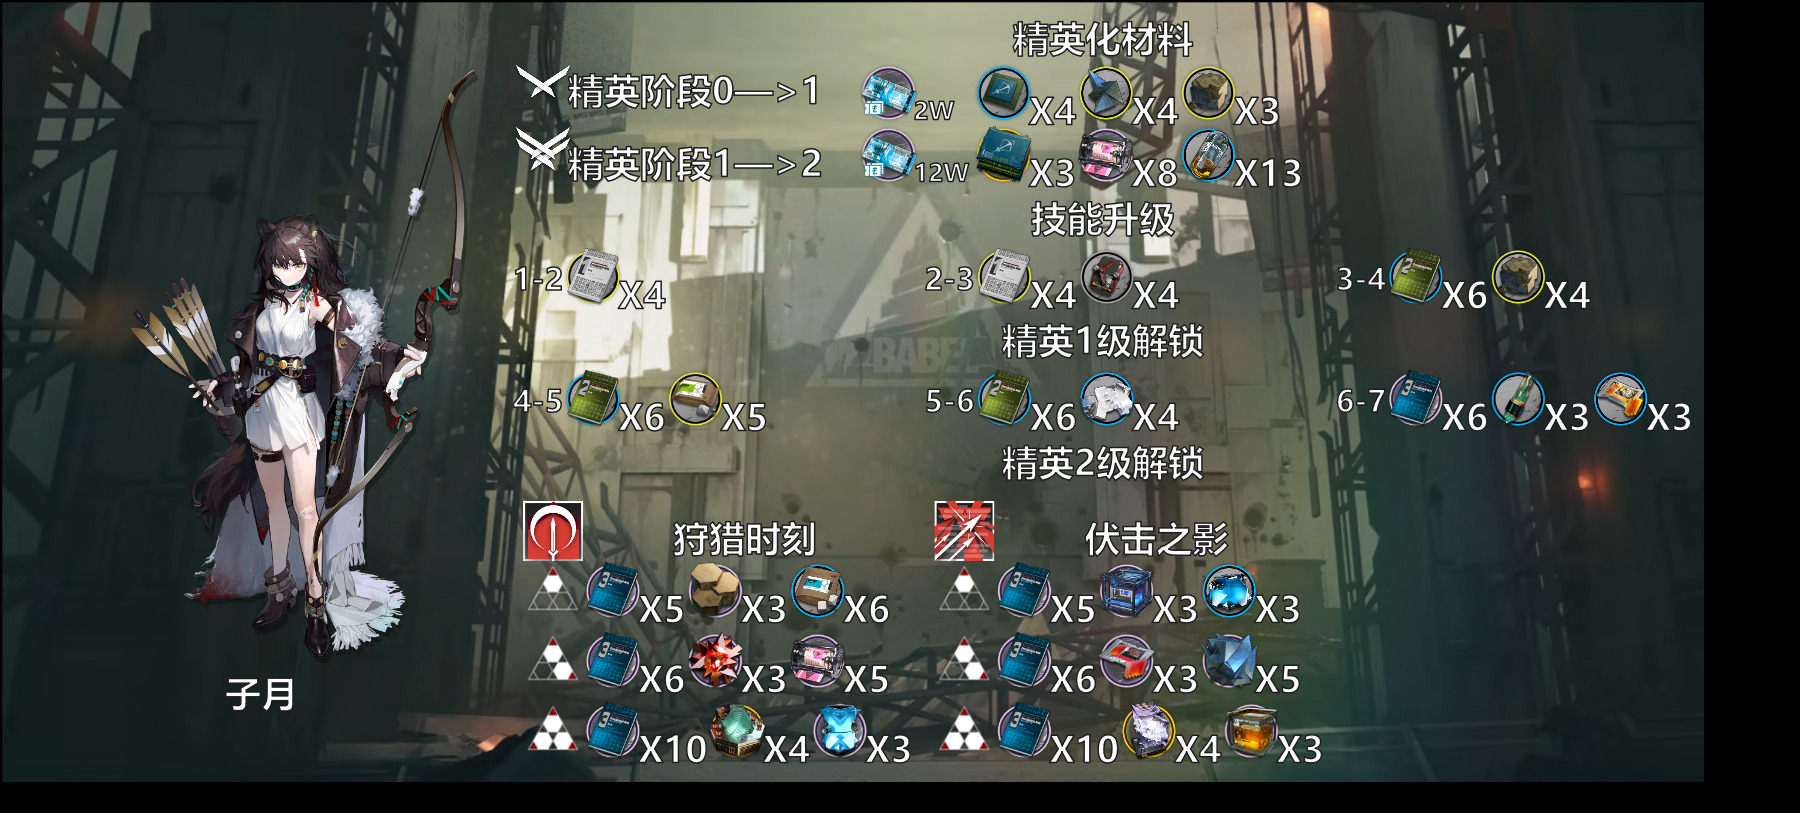 精英化材料
精英阶段0—>1 2W X4 X4 X3
精英阶段1—>2 12W X3 X8 X13
技能升级
1-2 X4 2-3 X4 X4 3-4 X6 X4
BABEL
精英1级解锁
4-5 X6 X5 5-6 X6 X4 6-7 X6 X3 X3
精英2级解锁
狩猎时刻 伏击之影
X5 X3 X6 X5 X3 X3
X6 X3 X5 X6 X3 X5
X10 X4 X3 X10 X4 X3
子月